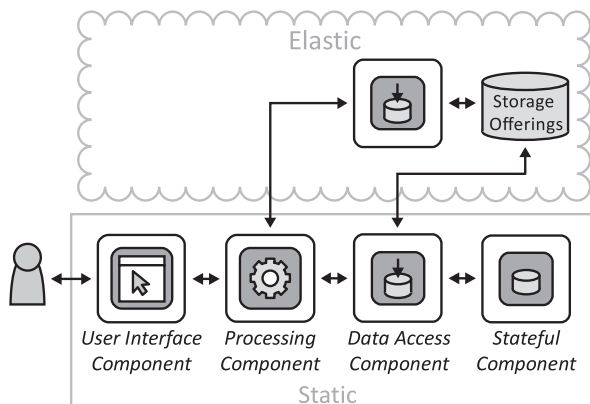 Elastic
Storage
Offerings
User Interface
Component
Processing
Component
Data Access
Component
Stateful
Component
Static